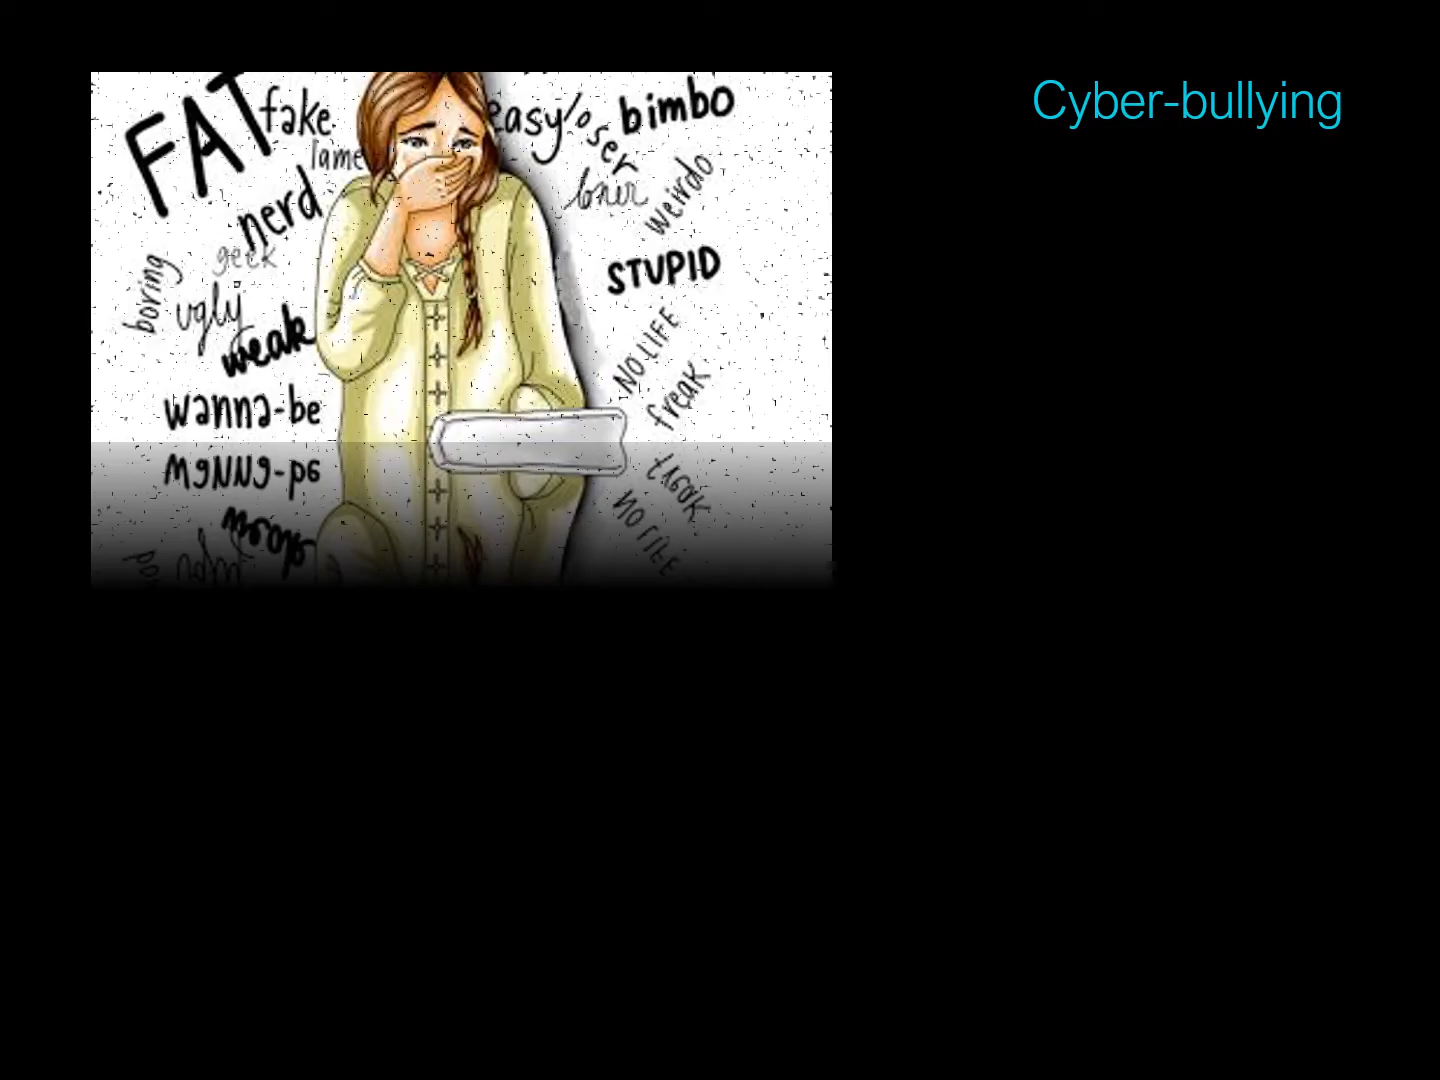 Cyber-bullying
FAT
fake
lame
nerd
geek
boring
ugly
weak
wanna-be
easy
loser
bimbo
loner
weirdo
STUPID
NO LIFE
freak